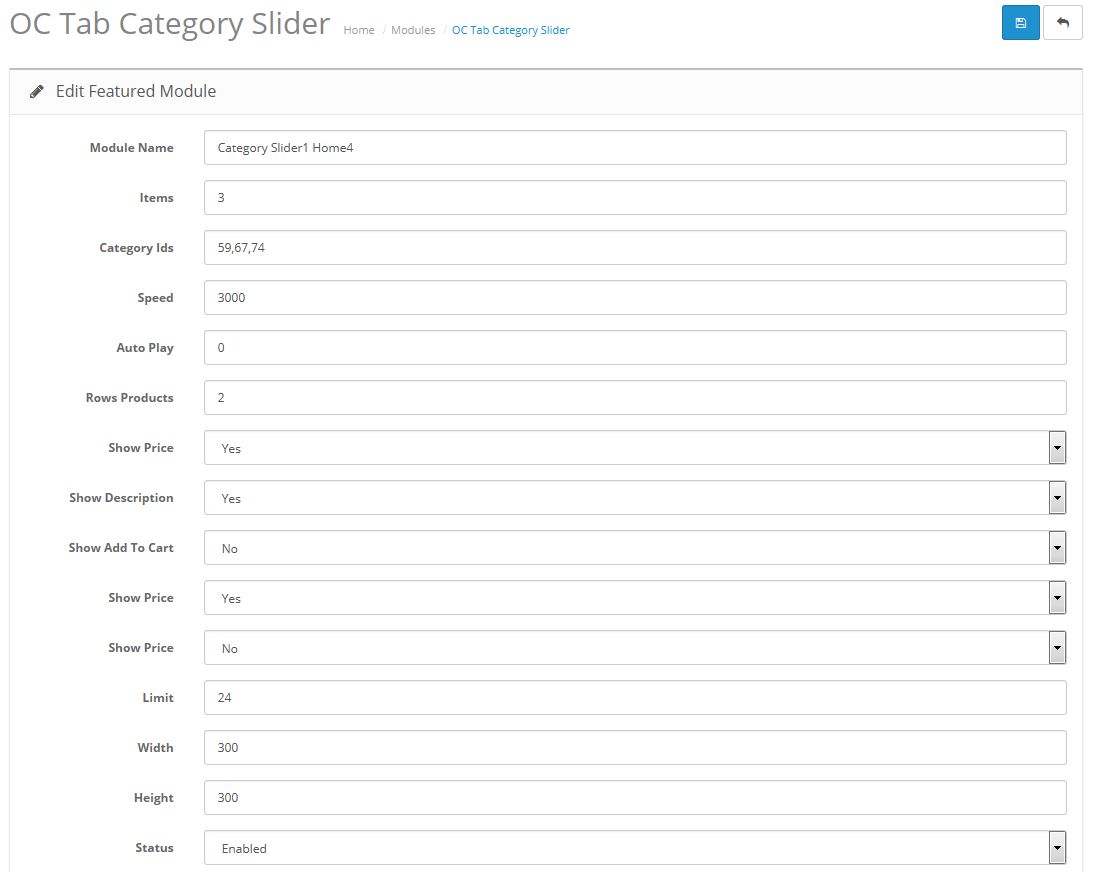 OC Tab Category Slider Home / Modules / OC Tab Category Slider
Edit Featured Module
Module Name Category Slider1 Home4
Items 3
Category Ids 59,67,74
Speed 3000
Auto Play 0
Rows Products 2
Show Price Yes
Show Description Yes
Show Add To Cart No
Show Price Yes
Show Price No
Limit 24
Width 300
Height 300
Status Enabled